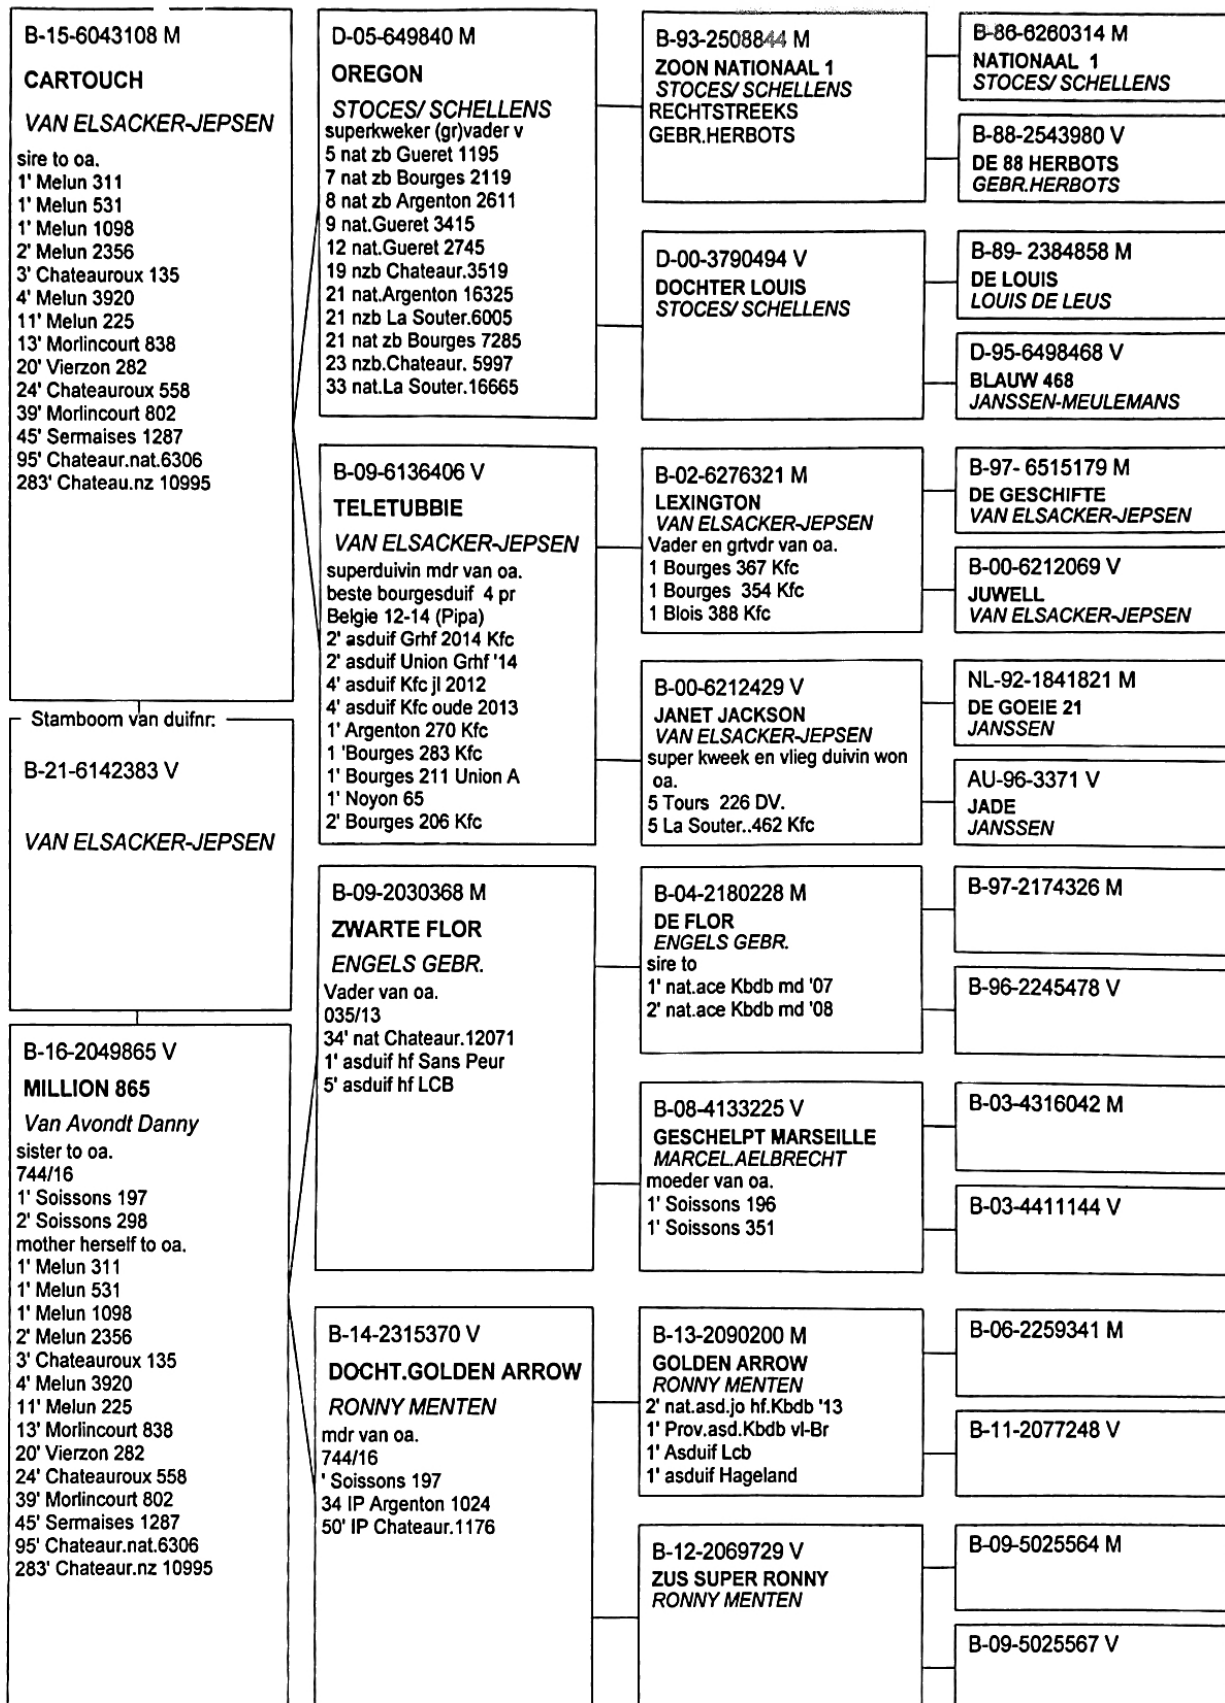 B-15-6043108 M
CARTOUCH
VAN ELSACKER-JEPSEN
sire to oa.
1' Melun 311
1' Melun 531
1' Melun 1098
2' Melun 2356
3' Chateauroux 135
4' Melun 3920
11' Melun 225
13' Morlincourt 838
20' Vierzon 282
24' Chateauroux 558
39' Morlincourt 802
45' Sermaises 1287
95' Chateaur.nat.6306
283' Chateau.nz 10995
Stamboom van duifnr:
B-21-6142383 V
VAN ELSACKER-JEPSEN
B-16-2049865 V
MILLION 865
Van Avondt Danny
sister to oa.
744/16
1' Soissons 197
2' Soissons 298
mother herself to oa.
1' Melun 311
1' Melun 531
1' Melun 1098
2' Melun 2356
3' Chateauroux 135
4' Melun 3920
11' Melun 225
13' Morlincourt 838
20' Vierzon 282
24' Chateauroux 558
39' Morlincourt 802
45' Sermaises 1287
95' Chateaur.nat.6306
283' Chateaur.nz 10995
D-05-649840 M
OREGON
STOCES/ SCHELLENS
superkweker (gr)vader v
5 nat zb Gueret 1195
7 nat zb Bourges 2119
8 nat zb Argenton 2611
9 nat.Gueret 3415
12 nat.Gueret 2745
19 nzb Chateaur.3519
21 nat.Argenton 16325
21 nzb La Souter.6005
21 nat zb Bourges 7285
23 nzb.Chateaur. 5997
33 nat.La Souter.16665
B-09-6136406 V
TELETUBBIE
VAN ELSACKER-JEPSEN
superduivin mdr van oa.
beste bourgesduif 4 pr
Belgie 12-14 (Pipa)
2' asduif Grhf 2014 Kfc
2' asduif Union Grhf '14
4' asduif Kfc jl 2012
4' asduif Kfc oude 2013
1' Argenton 270 Kfc
1 'Bourges 283 Kfc
1' Bourges 211 Union A
1' Noyon 65
2' Bourges 206 Kfc
B-09-2030368 M
ZWARTE FLOR
ENGELS GEBR.
Vader van oa.
035/13
34' nat Chateaur.12071
1' asduif hf Sans Peur
5' asduif hf LCB
B-14-2315370 V
DOCHT.GOLDEN ARROW
RONNY MENTEN
mdr van oa.
744/16
' Soissons 197
34 IP Argenton 1024
50' IP Chateaur.1176
B-93-2508844 M
ZOON NATIONAAL 1
STOCES/ SCHELLENS
RECHTSTREEKS
GEBR.HERBOTS
D-00-3790494 V
DOCHTER LOUIS
STOCES/ SCHELLENS
B-02-6276321 M
LEXINGTON
VAN ELSACKER-JEPSEN
Vader en grtvdr van oa.
1 Bourges 367 Kfc
1 Bourges 354 Kfc
1 Blois 388 Kfc
B-00-6212429 V
JANET JACKSON
VAN ELSACKER-JEPSEN
super kweek en vlieg duivin won
oa.
5 Tours 226 DV.
5 La Souter..462 Kfc
B-04-2180228 M
DE FLOR
ENGELS GEBR.
sire to
1' nat.ace Kbdb md '07
2' nat.ace Kbdb md '08
B-08-4133225 V
GESCHELPT MARSEILLE
MARCEL.AELBRECHT
moeder van oa.
1' Soissons 196
1' Soissons 351
B-13-2090200 M
GOLDEN ARROW
RONNY MENTEN
2' nat.asd.jo hf.Kbdb '13
1' Prov.asd.Kbdb vl-Br
1' Asduif Lcb
1' asduif Hageland
B-12-2069729 V
ZUS SUPER RONNY
RONNY MENTEN
B-86-6260314 M
NATIONAAL 1
STOCES/ SCHELLENS
B-88-2543980 V
DE 88 HERBOTS
GEBR.HERBOTS
B-89- 2384858 M
DE LOUIS
LOUIS DE LEUS
D-95-6498468 V
BLAUW 468
JANSSEN-MEULEMANS
B-97- 6515179 M
DE GESCHIFTE
VAN ELSACKER-JEPSEN
B-00-6212069 V
JUWELL
VAN ELSACKER-JEPSEN
NL-92-1841821 M
DE GOEIE 21
JANSSEN
AU-96-3371 V
JADE
JANSSEN
B-97-2174326 M
B-96-2245478 V
B-03-4316042 M
B-03-4411144 V
B-06-2259341 M
B-11-2077248 V
B-09-5025564 M
B-09-5025567 V